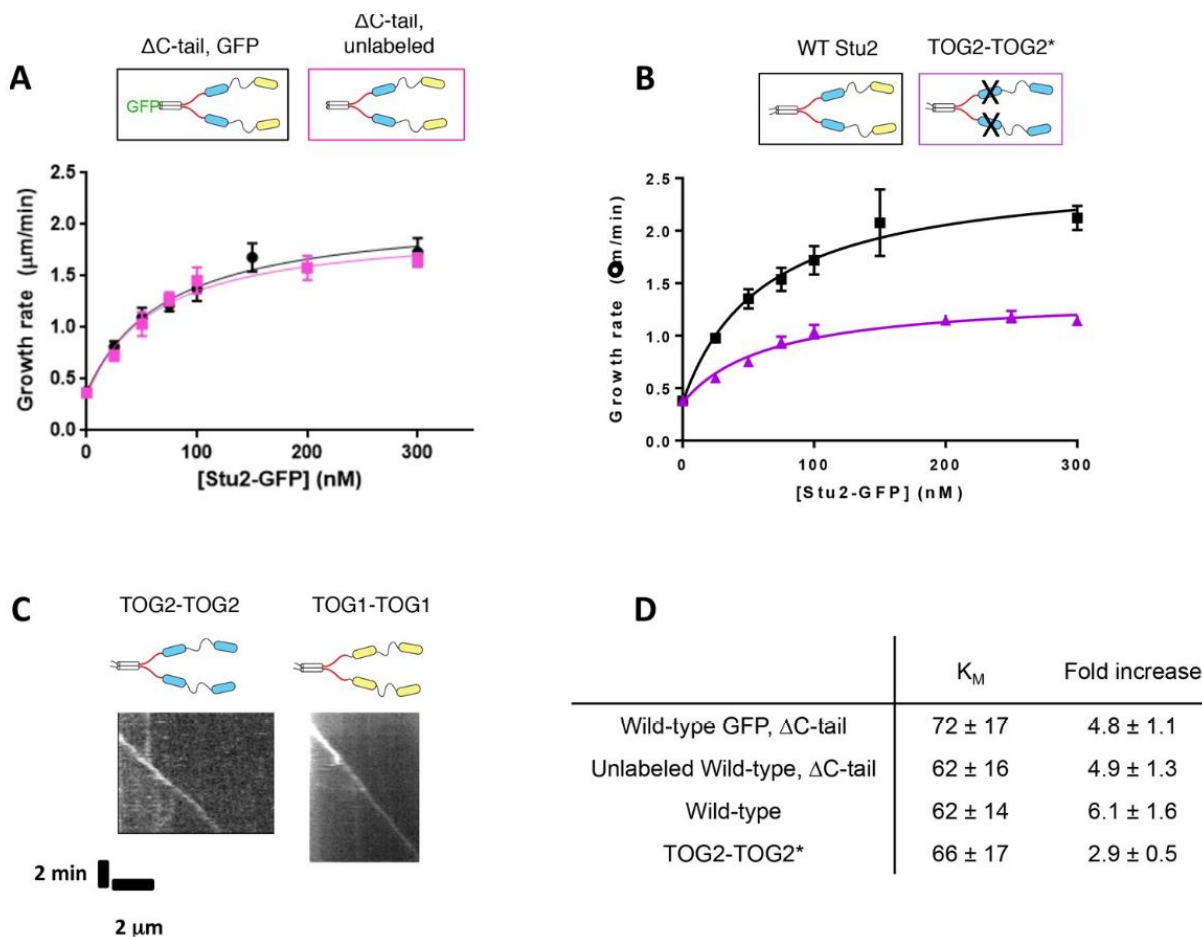 A
ΔC-tail, GFP
ΔC-tail,
unlabeled
GFP
Growth rate (μm/min)
2.5
2.0
1.5
1.0
0.5
0.0
0
100
200
300
[Stu2-GFP] (nM)
B
WT Stu2
TOG2-TOG2*
X
X
Growth rate ( m/min)
2.5
2.0
1.5
1.0
0.5
0.0
0
100
200
300
[Stu2-GFP] (nM)
C
TOG2-TOG2
TOG1-TOG1
2 min
2 μm
D
KM
Fold increase
Wild-type GFP, ΔC-tail
72 ± 17
4.8 ± 1.1
Unlabeled Wild-type, ΔC-tail
62 ± 16
4.9 ± 1.3
Wild-type
62 ± 14
6.1 ± 1.6
TOG2-TOG2*
66 ± 17
2.9 ± 0.5